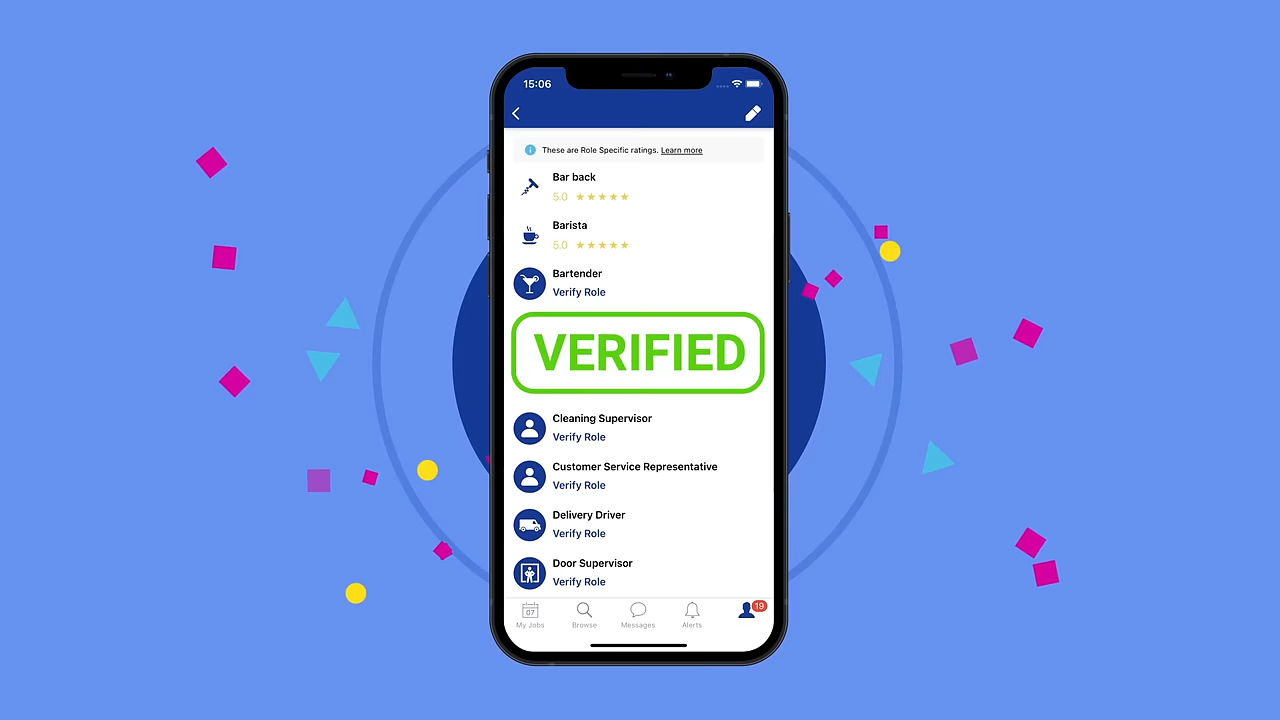 15:06
These are Role Specific ratings. Learn more
Bar back
5.0 ★★★★★
Barista
5.0 ★★★★★
Bartender
Verify Role
VERIFIED
Cleaning Supervisor
Verify Role
Customer Service Representative
Verify Role
Delivery Driver
Verify Role
Door Supervisor
Verify Role
07
19
My Jobs Browse Messages Alerts